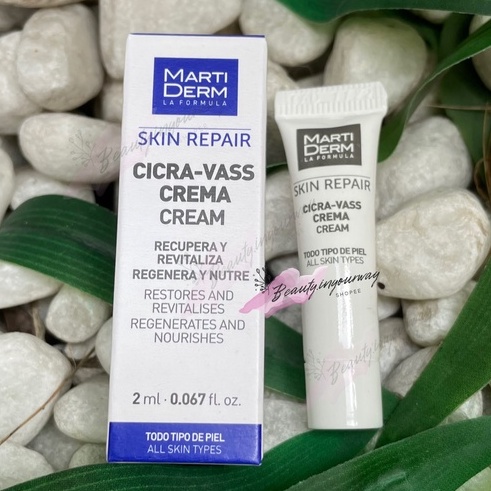 MARTI
DERM
LA FORMULA
SKIN REPAIR
CICRA-VASS
CREMA
CREAM
RECUPERA Y
REVITALIZA
REGENERA Y NUTRE
RESTORES AND
REVITALISES
REGENERATES AND
NOURISHES
2 ml · 0.067 fl. oz.
TODO TIPO DE PIEL
ALL SKIN TYPES
MARTI
DERM
LA FORMULA
SKIN REPAIR
CICRA-VASS
CREMA
CREAM
TODO TIPO DE PIEL
ALL SKIN TYPES
Beauty.inyourway
SHOPEE